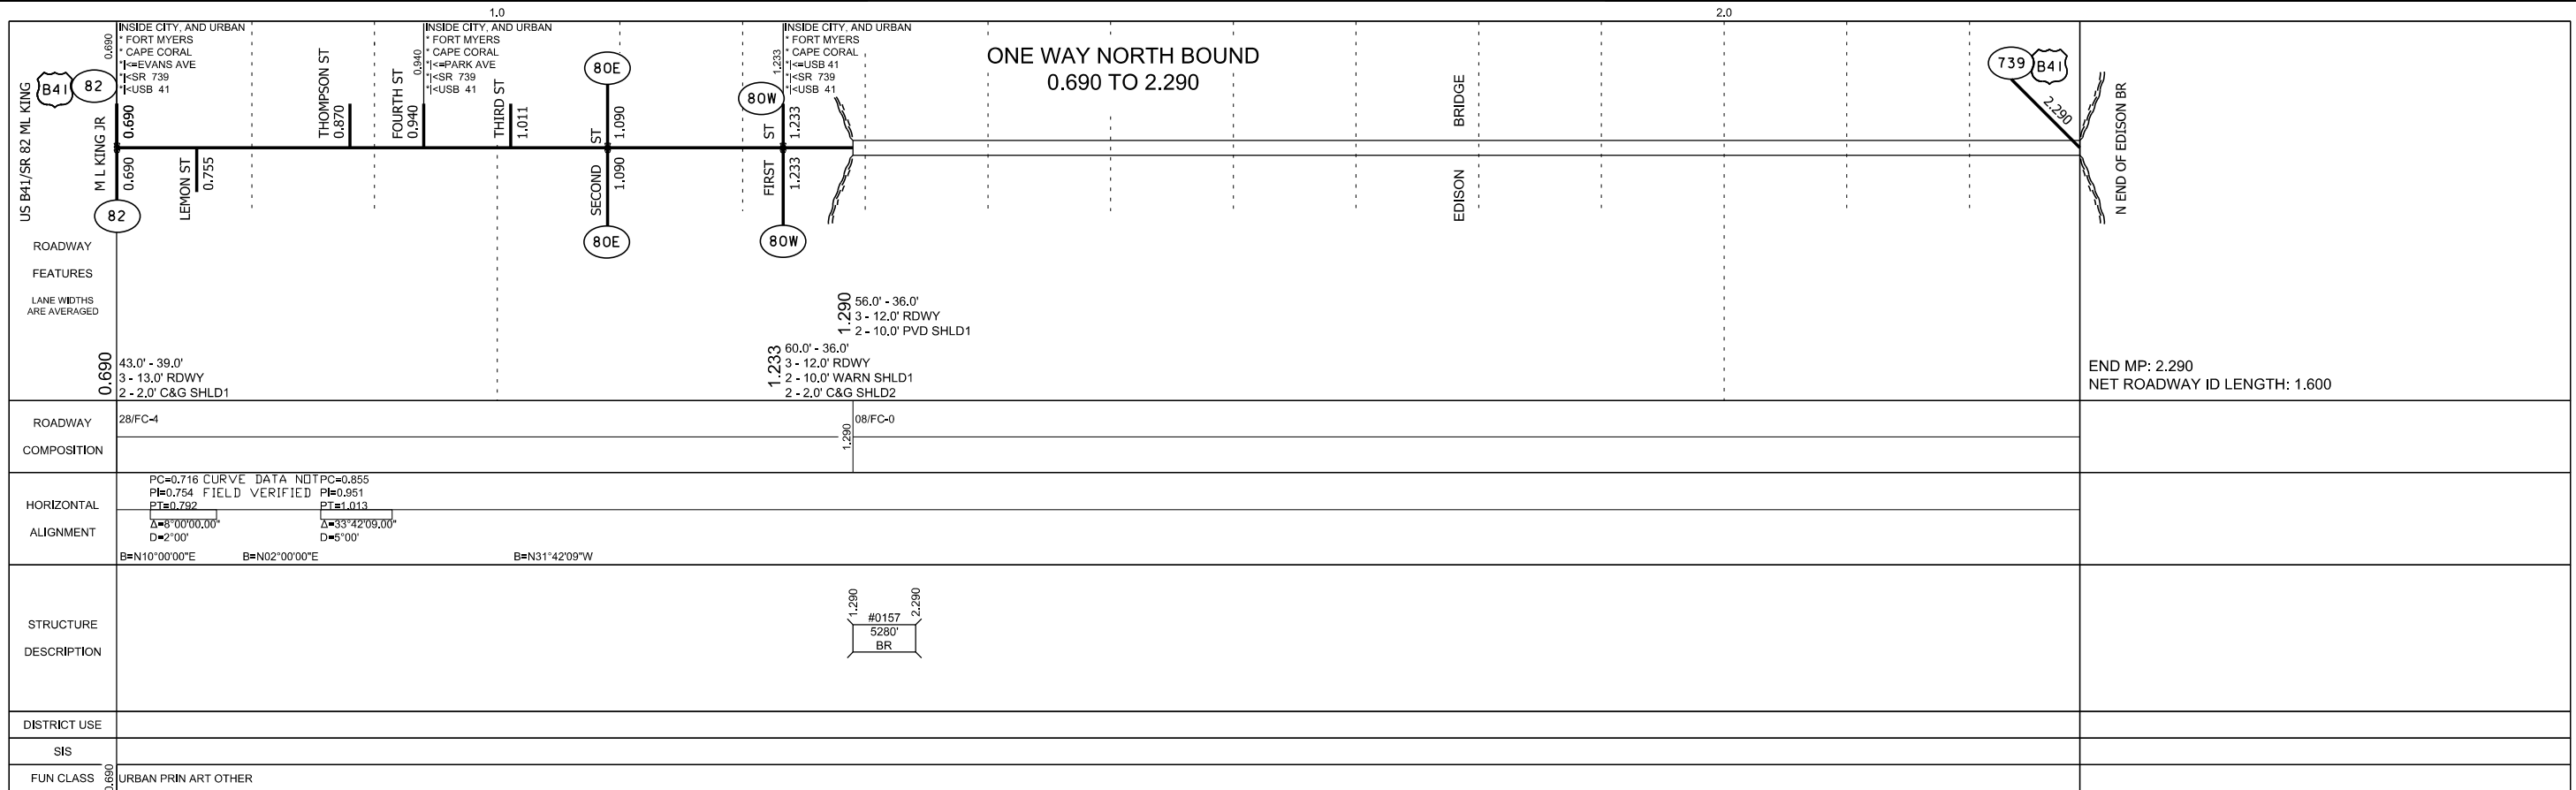 1.0
2.0
US B41/SR 82 ML KING
B41
82
0.690
INSIDE CITY, AND URBAN
* FORT MYERS
* CAPE CORAL
*|<=EVANS AVE
*|<SR 739
*|<USB 41
M L KING JR
0.690
0.690
82
LEMON ST
0.755
THOMPSON ST
0.870
FOURTH ST
0.940
0.940
INSIDE CITY, AND URBAN
* FORT MYERS
* CAPE CORAL
*|<=PARK AVE
*|<SR 739
*|<USB 41
THIRD ST
1.011
80E
SECOND ST
1.090
1.090
80E
80W
1.233
INSIDE CITY, AND URBAN
* FORT MYERS
* CAPE CORAL
*|<=USB 41
*|<SR 739
*|<USB 41
FIRST ST
1.233
1.233
80W
ONE WAY NORTH BOUND
0.690 TO 2.290
EDISON BRIDGE
739
B41
2.290
N END OF EDISON BR
ROADWAY
FEATURES
LANE WIDTHS
ARE AVERAGED
0.690
43.0' - 39.0'
3 - 13.0' RDWY
2 - 2.0' C&G SHLD1
1.233
60.0' - 36.0'
3 - 12.0' RDWY
2 - 10.0' WARN SHLD1
2 - 2.0' C&G SHLD2
1.290
56.0' - 36.0'
3 - 12.0' RDWY
2 - 10.0' PVD SHLD1
END MP: 2.290
NET ROADWAY ID LENGTH: 1.600
ROADWAY
COMPOSITION
28/FC-4
1.290
08/FC-0
HORIZONTAL
ALIGNMENT
PC=0.716 CURVE DATA NOT PC=0.855
PI=0.754 FIELD VERIFIED PI=0.951
PT=0.792 PT=1.013
Δ=8°00'00.00" Δ=33°42'09.00"
D=2°00' D=5°00'
B=N10°00'00"E B=N02°00'00"E B=N31°42'09"W
STRUCTURE
DESCRIPTION
1.290
2.290
#0157
5280'
BR
DISTRICT USE
SIS
FUN CLASS
0.690
URBAN PRIN ART OTHER